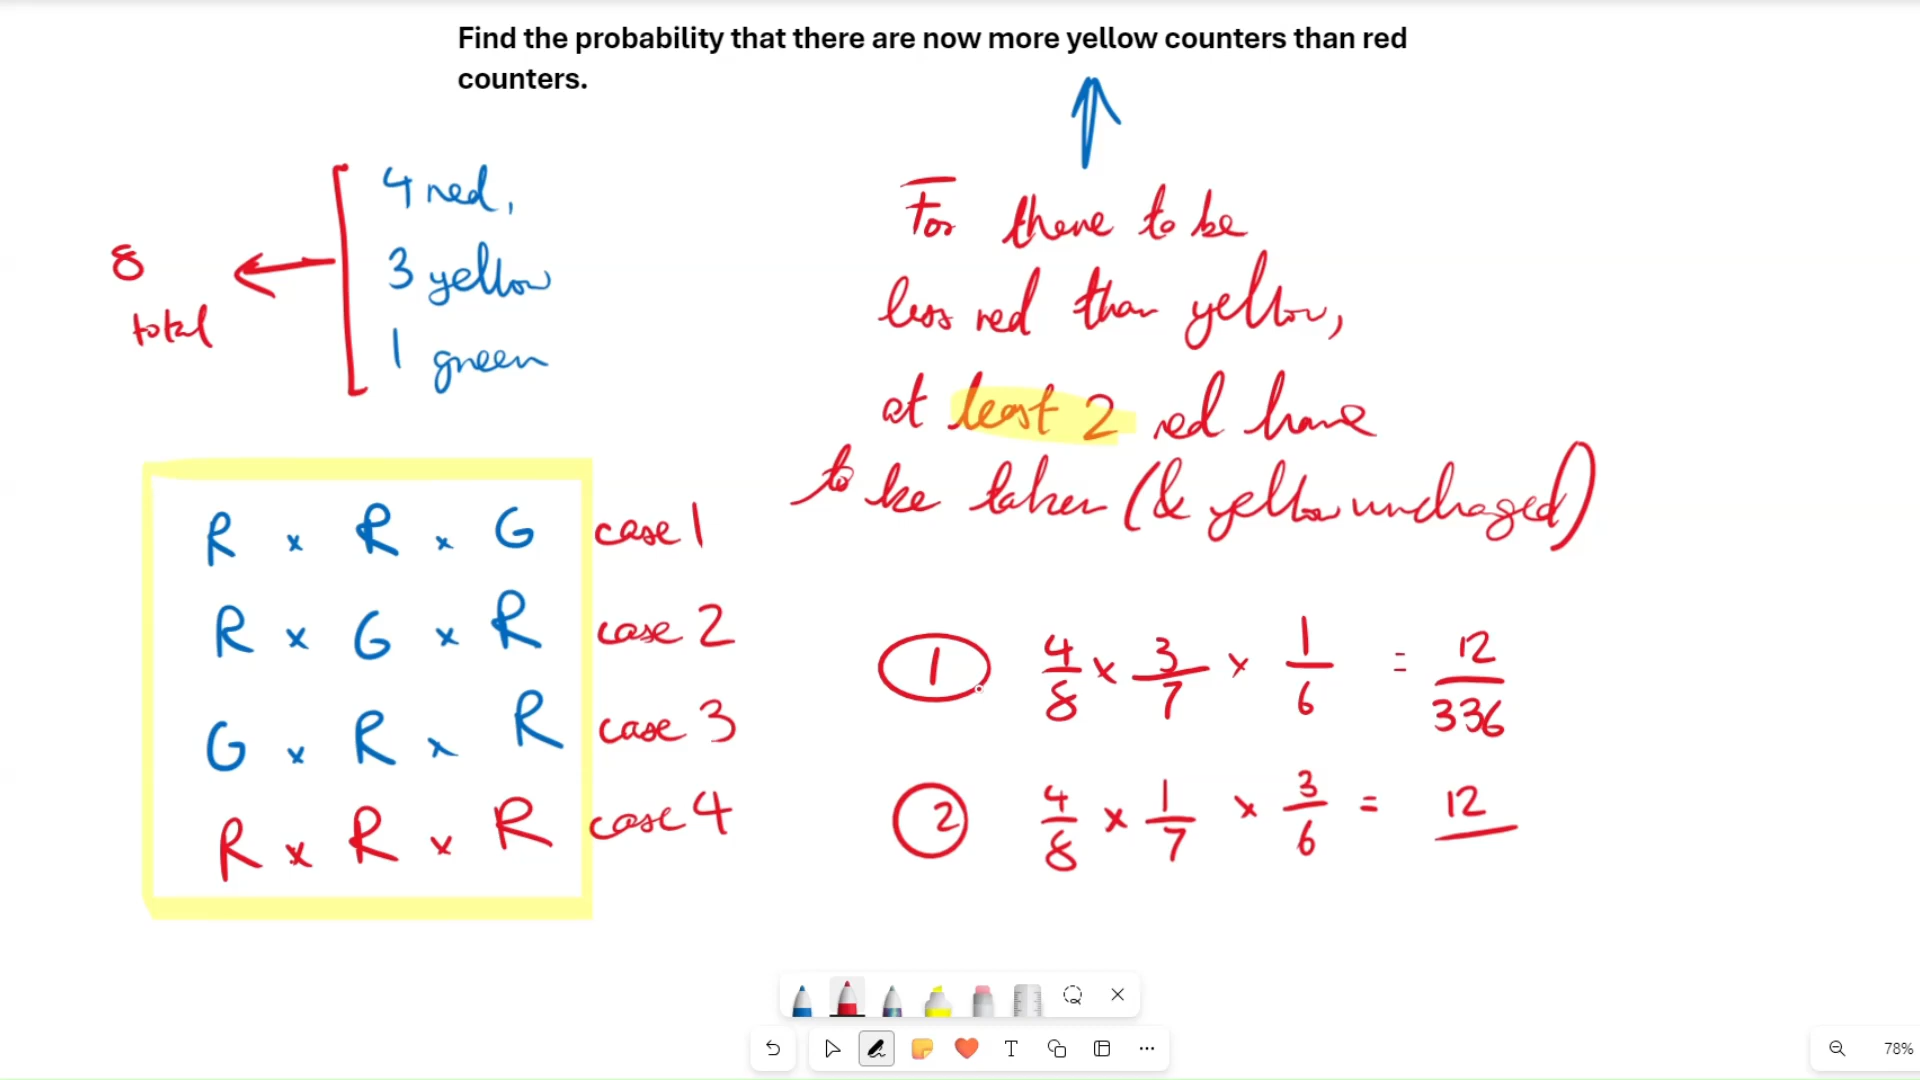 Find the probability that there are now more yellow counters than red
counters.
4 red,
3 yellow
1 green
8
total
For there to be
less red than yellow,
at least 2 red have
to be taken (& yellow unchaged)
R x R x G case 1
R x G x R case 2
G x R x R case 3
R x R x R case 4
1 4/8 x 3/7 x 1/6 = 12/336
2 4/8 x 1/7 x 3/6 = 12
T
78%